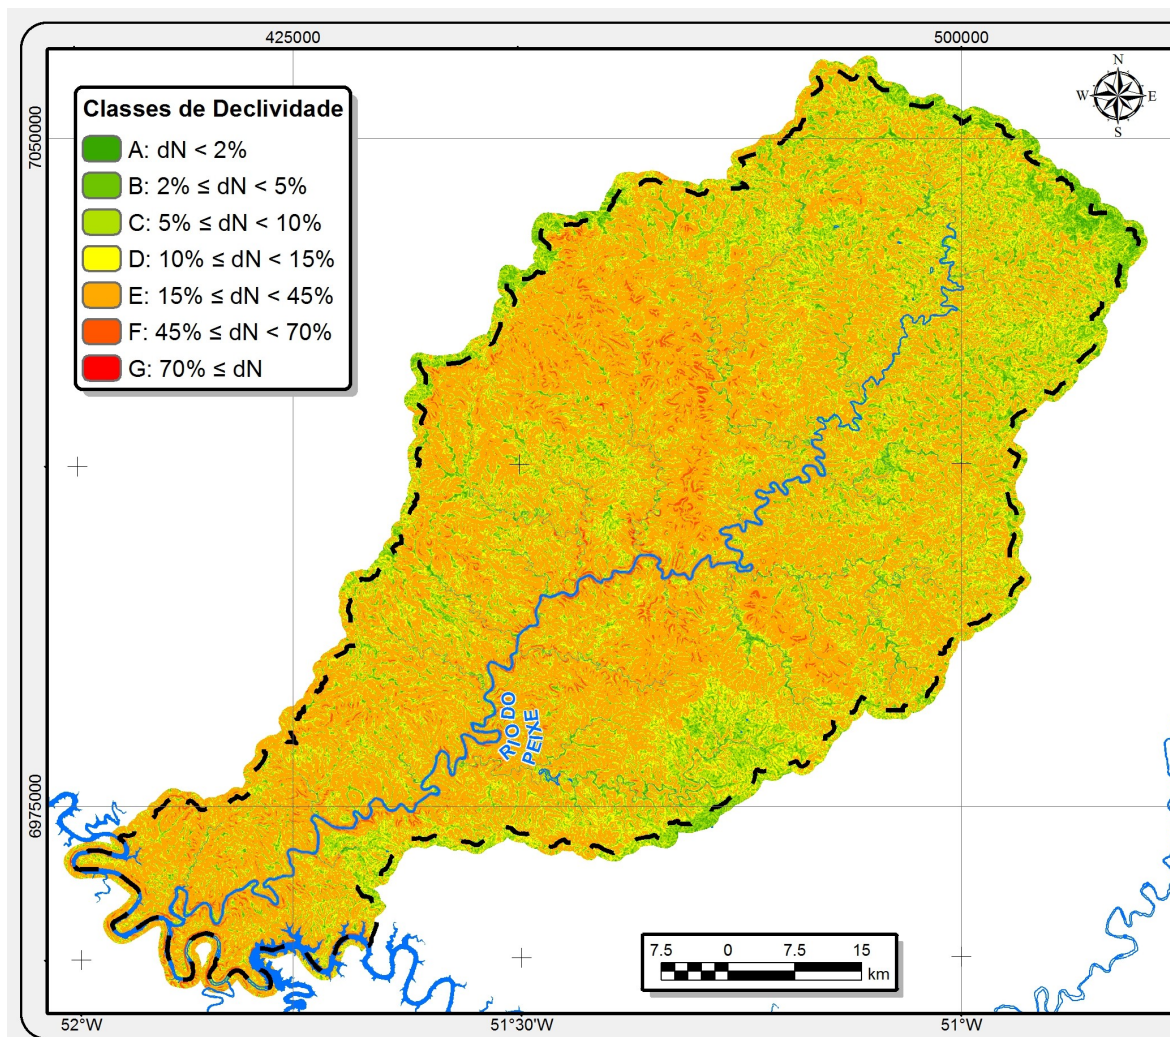 425000
500000
7050000
6975000
N
W
E
S
Classes de Declividade
A: dN < 2%
B: 2% ≤ dN < 5%
C: 5% ≤ dN < 10%
D: 10% ≤ dN < 15%
E: 15% ≤ dN < 45%
F: 45% ≤ dN < 70%
G: 70% ≤ dN
RIO DO
PEIXE
7.5 0 7.5 15
km
52°W
51°30'W
51°W